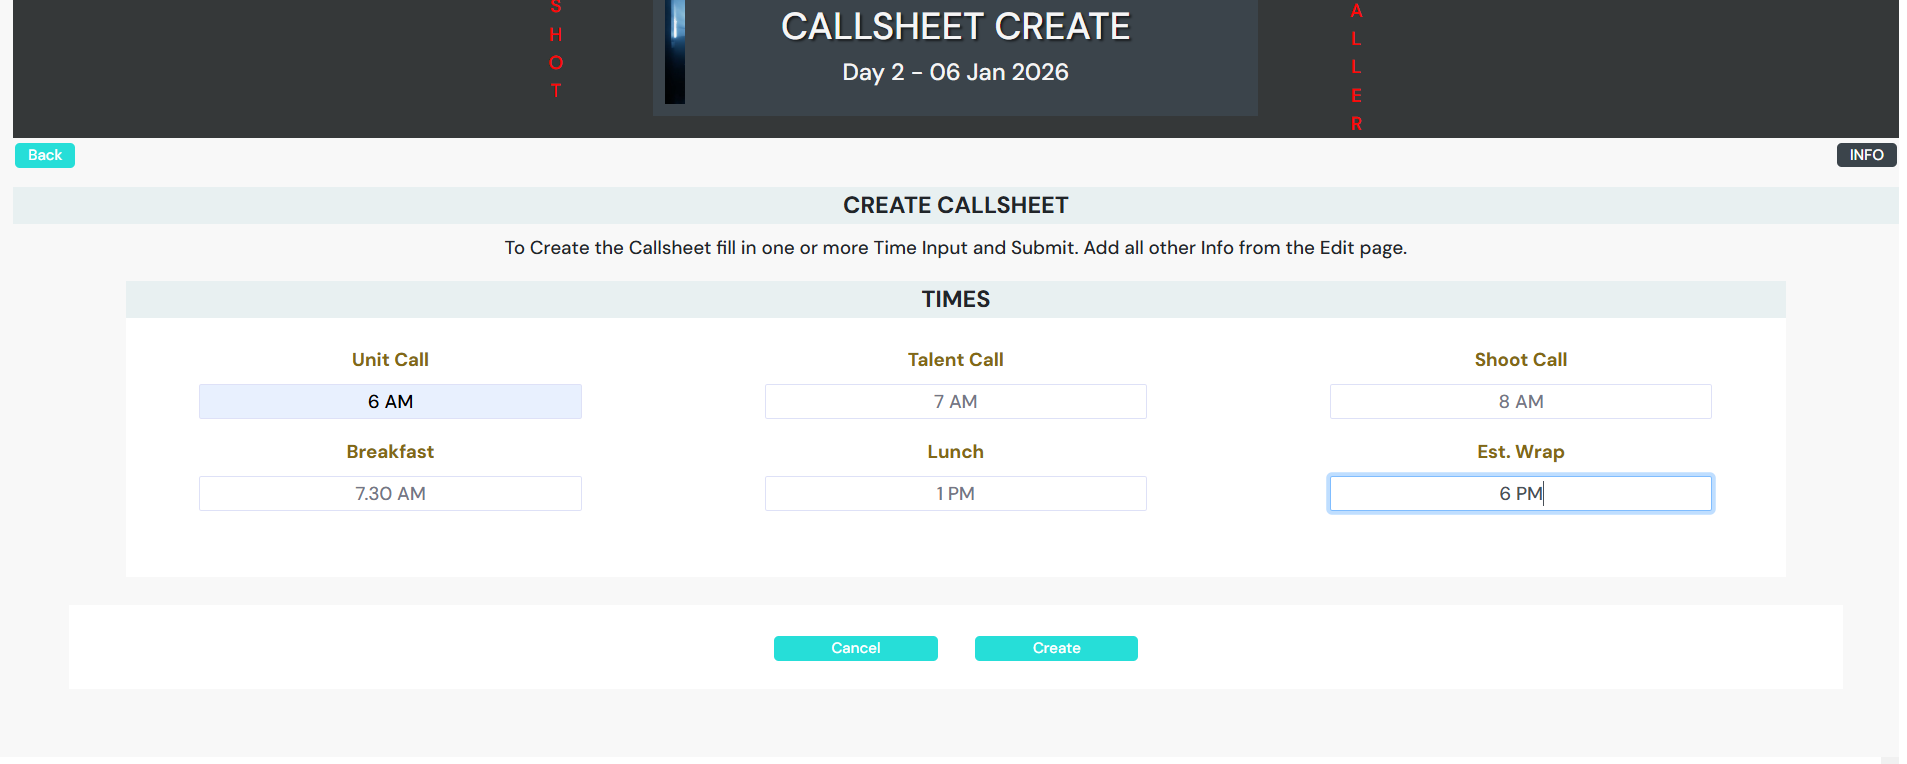 S
H
O
T
CALLSHEET CREATE
Day 2 - 06 Jan 2026
A
L
L
E
R
Back
INFO
CREATE CALLSHEET
To Create the Callsheet fill in one or more Time Input and Submit. Add all other Info from the Edit page.
TIMES
Unit Call Talent Call Shoot Call
6 AM 7 AM 8 AM
Breakfast Lunch Est. Wrap
7.30 AM 1 PM 6 PM
Cancel Create